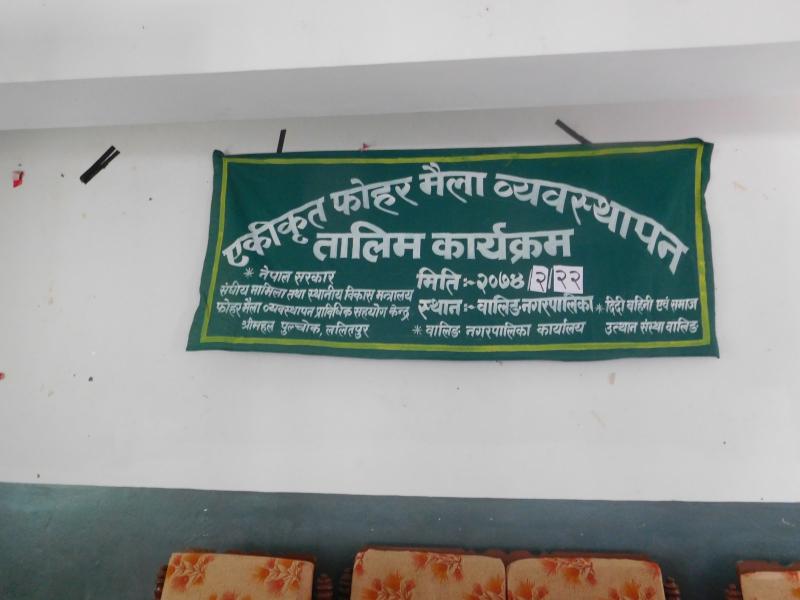 एकीकृत फोहर मैला व्यवस्थापन
तालिम कार्यक्रम
* नेपाल सरकार
संघीय मामिला तथा स्थानीय विकास मन्त्रालय
फोहर मैला व्यवस्थापन प्राविधिक सहयोग केन्द्र
श्रीमहल पुल्चोक, ललितपुर
मिति:- २०७४/२/२२
स्थान:- वालिङ नगरपालिका
* वालिङ नगरपालिका कार्यालय
* दिदी वहिनी एवं समाज
उत्थान संस्था वालिङ